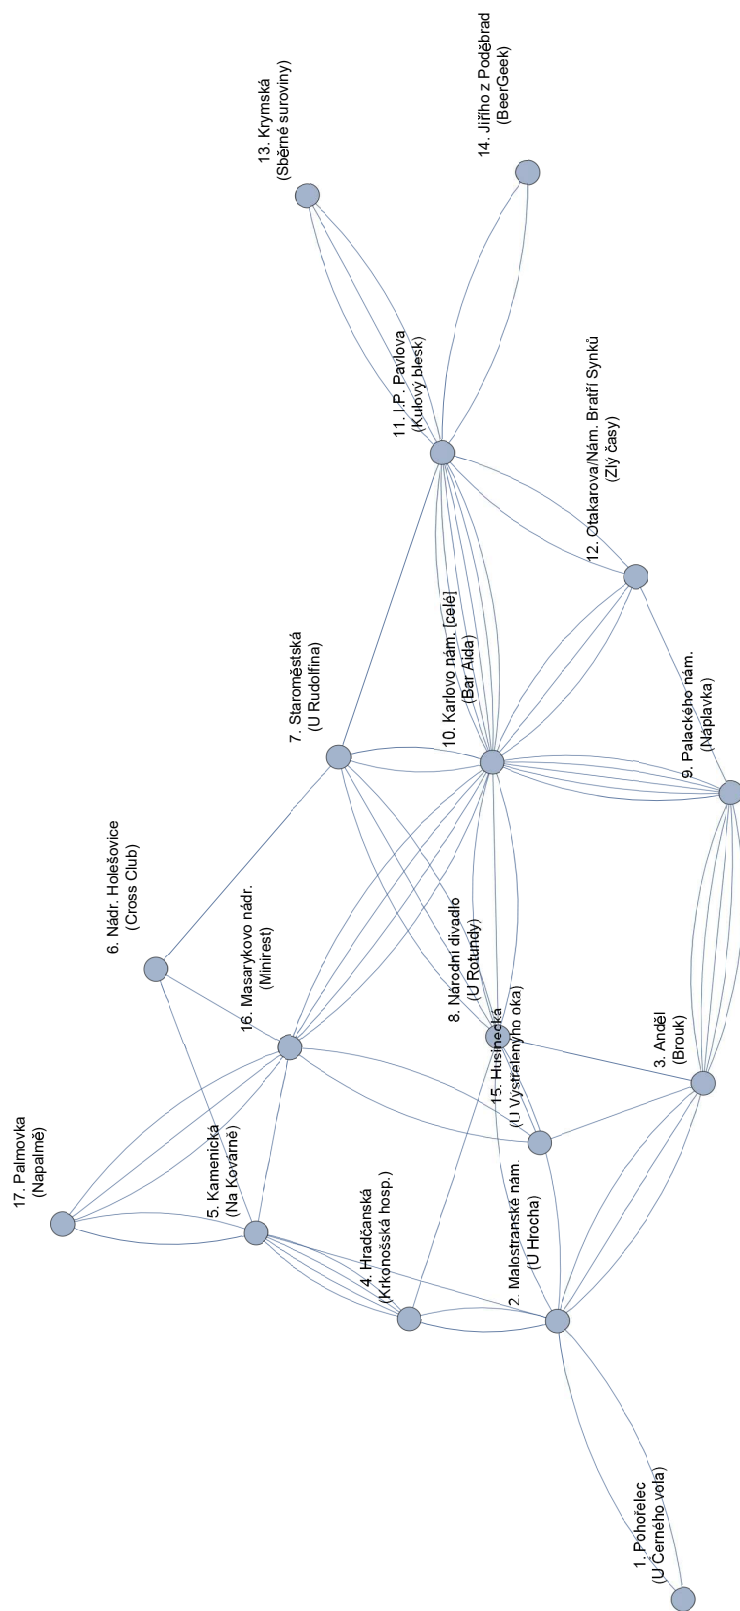 1. Pohořelec
(U Černého vola)
2. Malostranské nám.
(U Hrocha)
3. Anděl
(Brouk)
4. Hradčanská
(Krkonošská hosp.)
5. Kamenická
(Na Kovárně)
6. Nádr. Holešovice
(Cross Club)
7. Staroměstská
(U Rudolfina)
8. Národní divadlo
(U Rotundy)
9. Palackého nám.
(Náplavka)
10. Karlovo nám. [celé]
(Bar Aida)
11. I.P. Pavlova
(Kulový blesk)
12. Otakarova/Nám. Bratří Synků
(Zlý časy)
13. Krymská
(Sběrné suroviny)
14. Jiřího z Poděbrad
(BeerGeek)
15. Husinecká
(U Vystřelenýho oka)
16. Masarykovo nádr.
(Minirest)
17. Palmovka
(Napalmě)